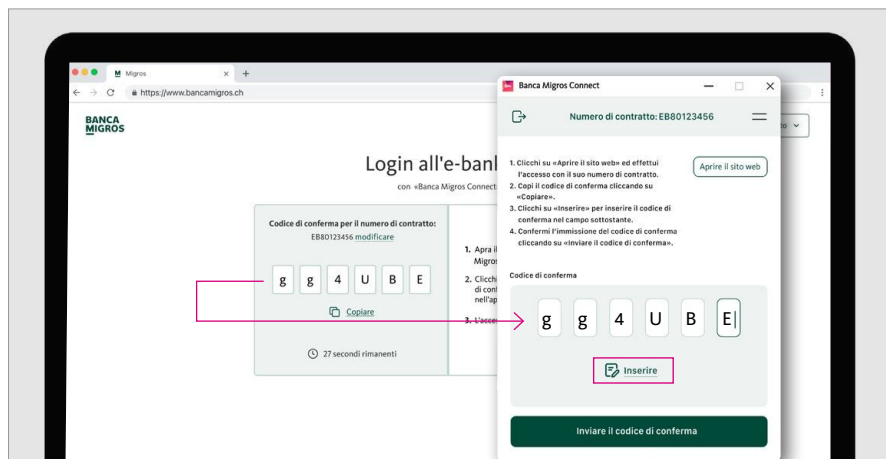 M Migros × +
https://www.bancamigros.ch
BANCA
MIGROS
Login all'e-bank
con «Banca Migros Connect
Codice di conferma per il numero di contratto:
EB80123456 modificare
g g 4 U B E
Copiare
27 secondi rimanenti
1. Apra il
Migros
2. Clicchi
di conf
nell'ap
3. L'acces
Banca Migros Connect
Numero di contratto: EB80123456
1. Clicchi su «Aprire il sito web» ed effettui
l'accesso con il suo numero di contratto.
2. Copi il codice di conferma cliccando su
«Copiare».
3. Clicchi su «Inserire» per inserire il codice di
conferma nel campo sottostante.
4. Confermi l'immissione del codice di conferma
cliccando su «Inviare il codice di conferma».
Aprire il sito web
Codice di conferma
g g 4 U B E
Inserire
Inviare il codice di conferma